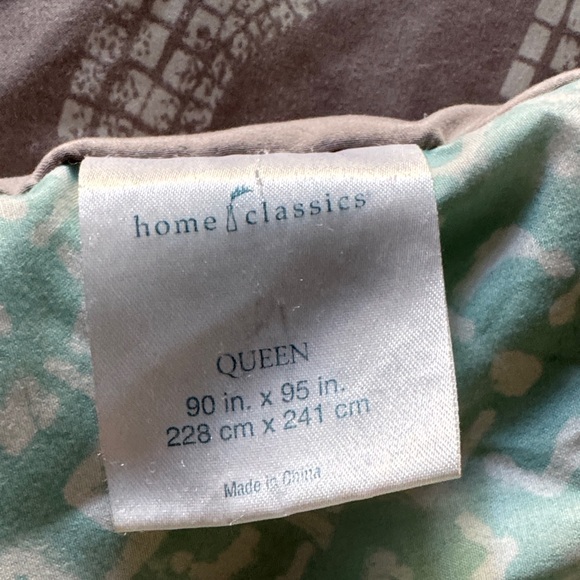 home classics
QUEEN
90 in. x 95 in.
228 cm x 241 cm
Made in China